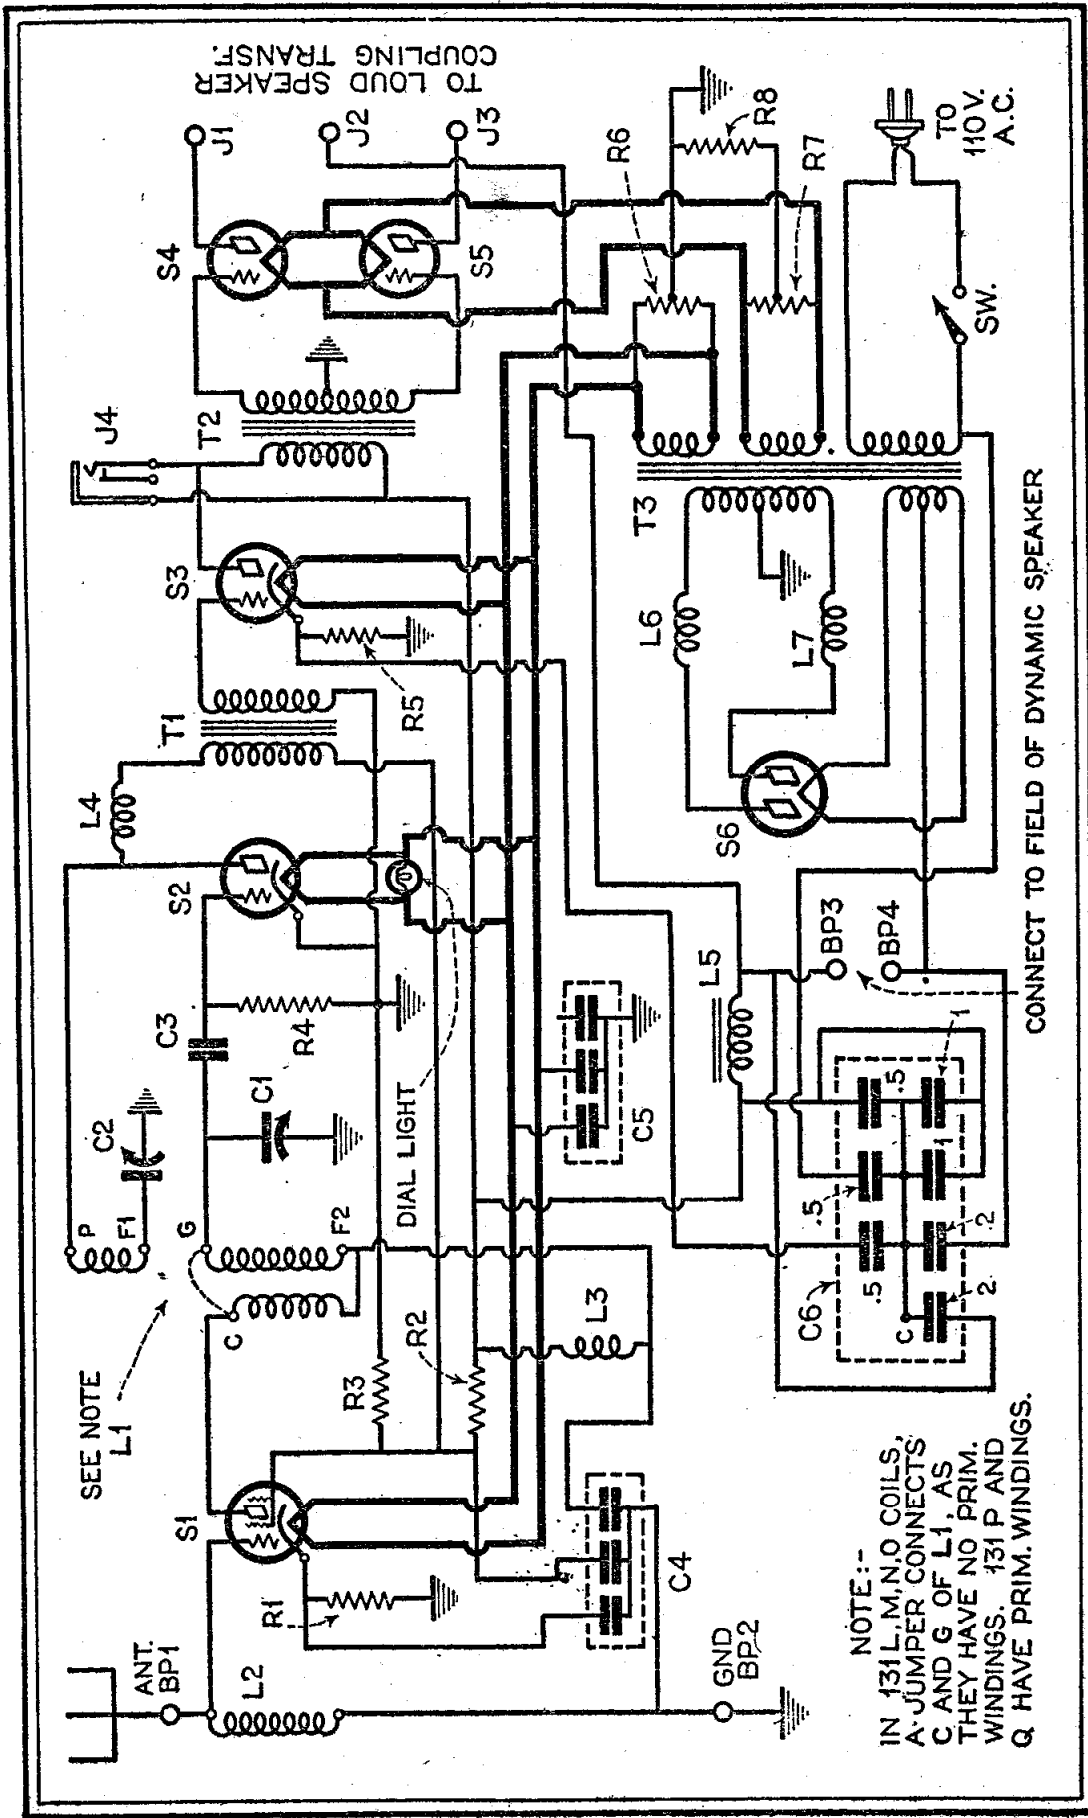 TO LOUD SPEAKER
COUPLING TRANSF.
ANT.
BP1
L2
R1
S1
SEE NOTE
L1
C
G
P
F1
F2
C2
C1
C3
R4
R3
R2
L3
DIAL LIGHT
S2
L4
T1
S3
R5
J4
T2
S4
S5
J1
J2
J3
R6
R8
R7
TO
110 V.
A.C.
SW.
T3
L6
L7
S6
L5
BP3
BP4
CONNECT TO FIELD OF DYNAMIC SPEAKER
C4
C5
C6
C
.5
.5
.5
1
1
2
2
GND
BP.2
NOTE:-
IN 131 L,M,N,O COILS,
A JUMPER CONNECTS
C AND G OF L1, AS
THEY HAVE NO PRIM.
WINDINGS. 131 P AND
Q HAVE PRIM. WINDINGS.